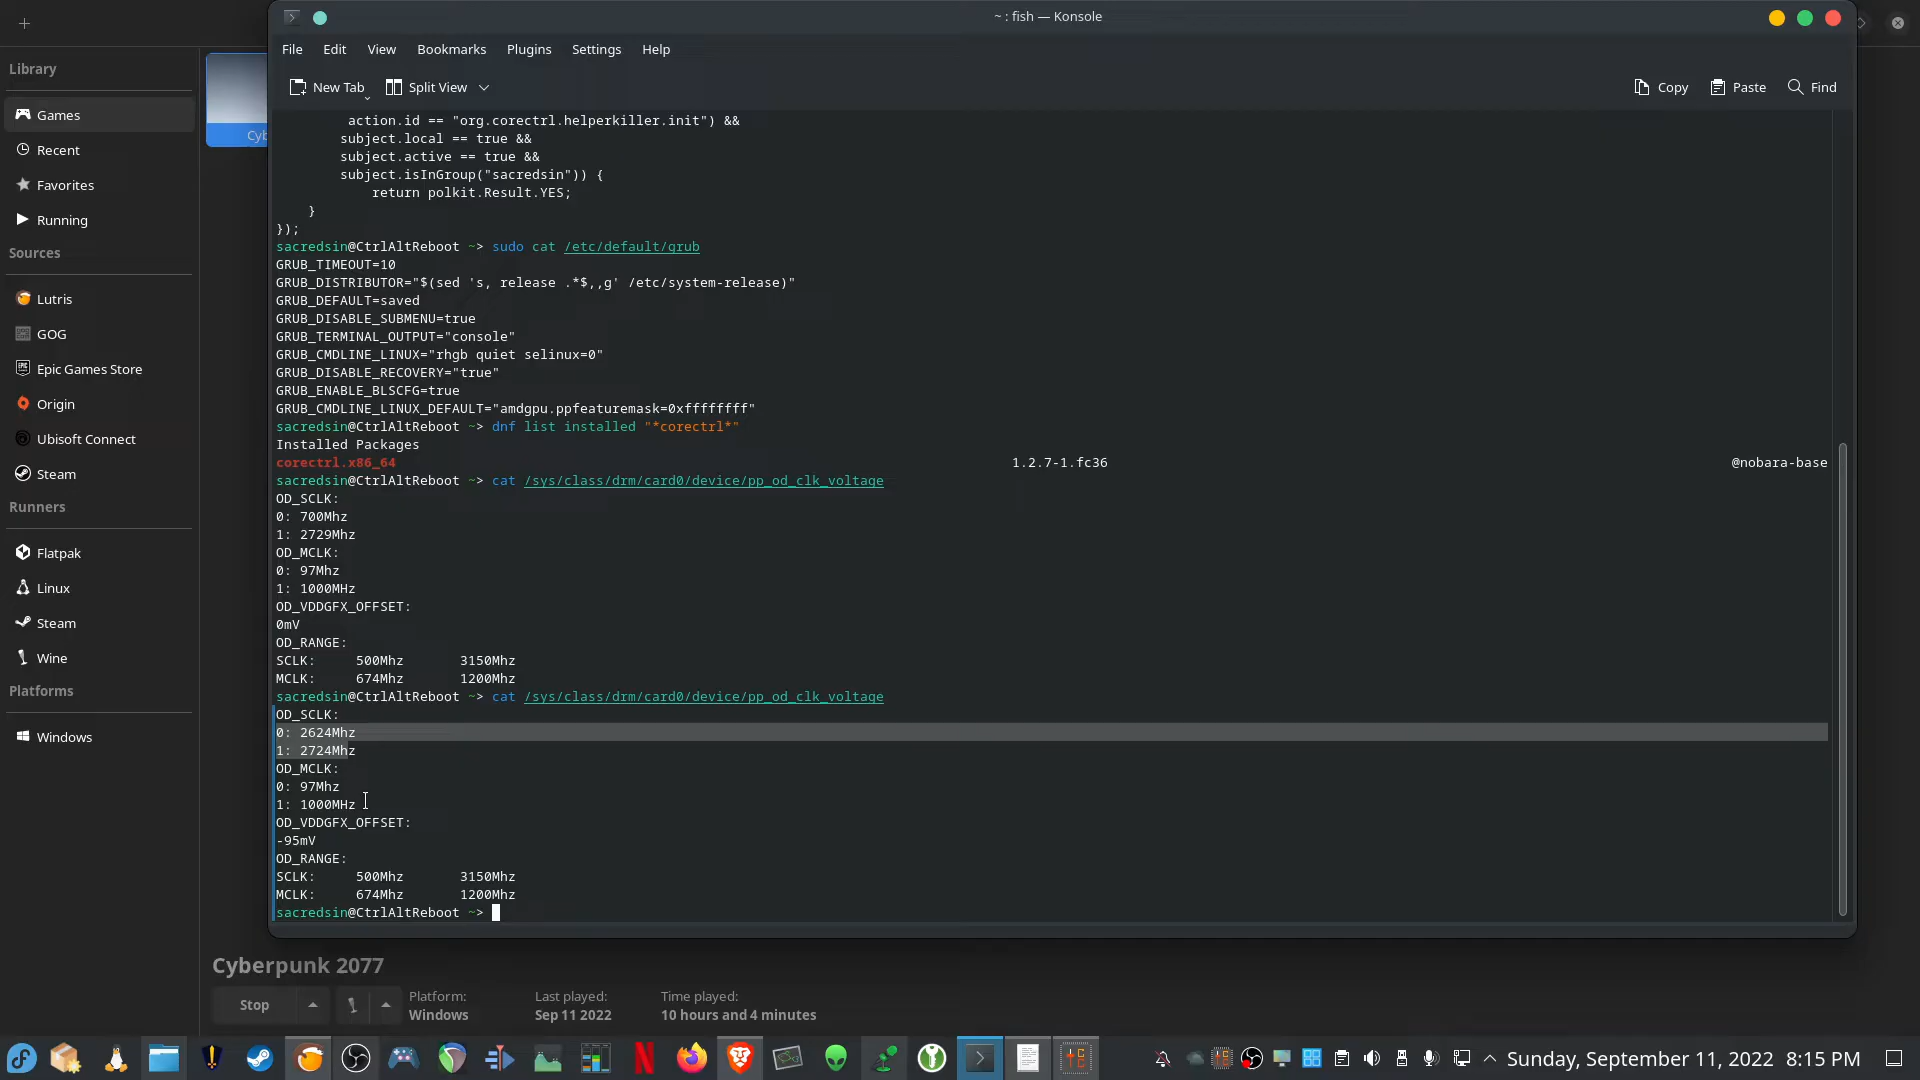 ~ : fish — Konsole
File Edit View Bookmarks Plugins Settings Help
New Tab Split View Copy Paste Find
Library
Games
Recent
Favorites
Running
Sources
Lutris
GOG
Epic Games Store
Origin
Ubisoft Connect
Steam
Runners
Flatpak
Linux
Steam
Wine
Platforms
Windows
Cyb
action.id == "org.corectrl.helperkiller.init") &&
subject.local == true &&
subject.active == true &&
subject.isInGroup("sacredsin")) {
return polkit.Result.YES;
}
});
sacredsin@CtrlAltReboot ~> sudo cat /etc/default/grub
GRUB_TIMEOUT=10
GRUB_DISTRIBUTOR="$(sed 's, release .*$,,g' /etc/system-release)"
GRUB_DEFAULT=saved
GRUB_DISABLE_SUBMENU=true
GRUB_TERMINAL_OUTPUT="console"
GRUB_CMDLINE_LINUX="rhgb quiet selinux=0"
GRUB_DISABLE_RECOVERY="true"
GRUB_ENABLE_BLSCFG=true
GRUB_CMDLINE_LINUX_DEFAULT="amdgpu.ppfeaturemask=0xffffffff"
sacredsin@CtrlAltReboot ~> dnf list installed "*corectrl*"
Installed Packages
corectrl.x86_64 1.2.7-1.fc36 @nobara-base
sacredsin@CtrlAltReboot ~> cat /sys/class/drm/card0/device/pp_od_clk_voltage
OD_SCLK:
0: 700Mhz
1: 2729Mhz
OD_MCLK:
0: 97Mhz
1: 1000MHz
OD_VDDGFX_OFFSET:
0mV
OD_RANGE:
SCLK: 500Mhz 3150Mhz
MCLK: 674Mhz 1200Mhz
sacredsin@CtrlAltReboot ~> cat /sys/class/drm/card0/device/pp_od_clk_voltage
OD_SCLK:
0: 2624Mhz
1: 2724Mhz
OD_MCLK:
0: 97Mhz
1: 1000MHz
OD_VDDGFX_OFFSET:
-95mV
OD_RANGE:
SCLK: 500Mhz 3150Mhz
MCLK: 674Mhz 1200Mhz
sacredsin@CtrlAltReboot ~>
Cyberpunk 2077
Stop
Platform: Last played: Time played:
Windows Sep 11 2022 10 hours and 4 minutes
Sunday, September 11, 2022 8:15 PM